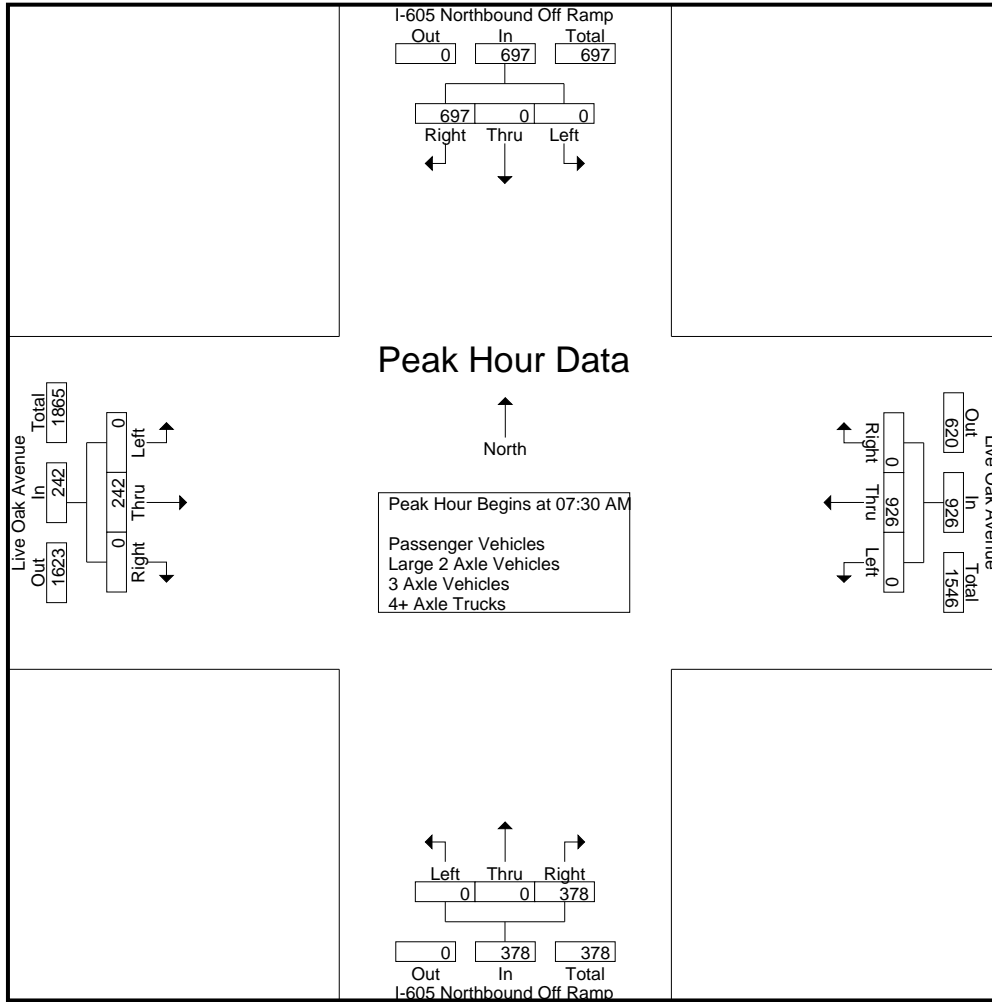 I-605 Northbound Off Ramp
Out In Total
0 697 697
697 0 0
Right Thru Left
Peak Hour Data
North
Peak Hour Begins at 07:30 AM
Passenger Vehicles
Large 2 Axle Vehicles
3 Axle Vehicles
4+ Axle Trucks
Live Oak Avenue
Out In Total
1623 242 1865
Left Thru Right
0 242 0
Live Oak Avenue
Out In Total
620 926 1546
Right Thru Left
0 926 0
Left Thru Right
0 0 378
0 378 378
Out In Total
I-605 Northbound Off Ramp